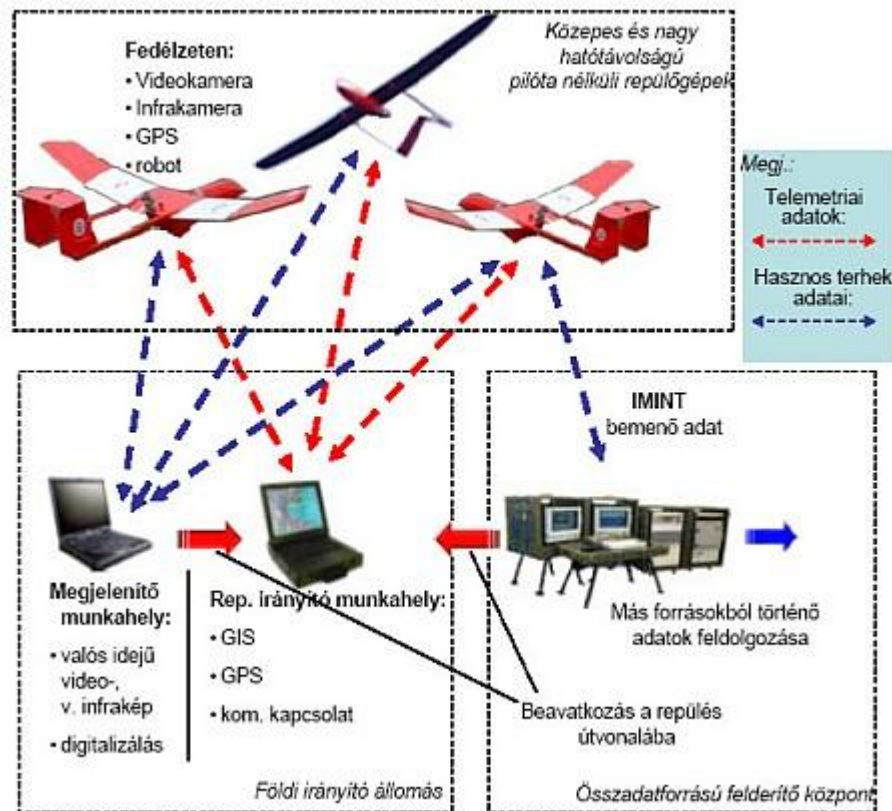 Fedélzeten:
• Videokamera
• Infrakamera
• GPS
• robot
Közepes és nagy
hatótávolságú
pilóta nélküli repülőgépek
Megj.:
Telemetriai
adatok:
Hasznos terhek
adatai:
IMINT
bemenő adat
Megjelenítő
munkahely:
• valós idejű
video-,
v. infrakép
• digitalizálás
Rep. irányító munkahely:
• GIS
• GPS
• kom. kapcsolat
Más forrásokból történő
adatok feldolgozása
Beavatkozás a repülés
útvonalába
Földi irányító állomás
Összadatforrású felderítő központ